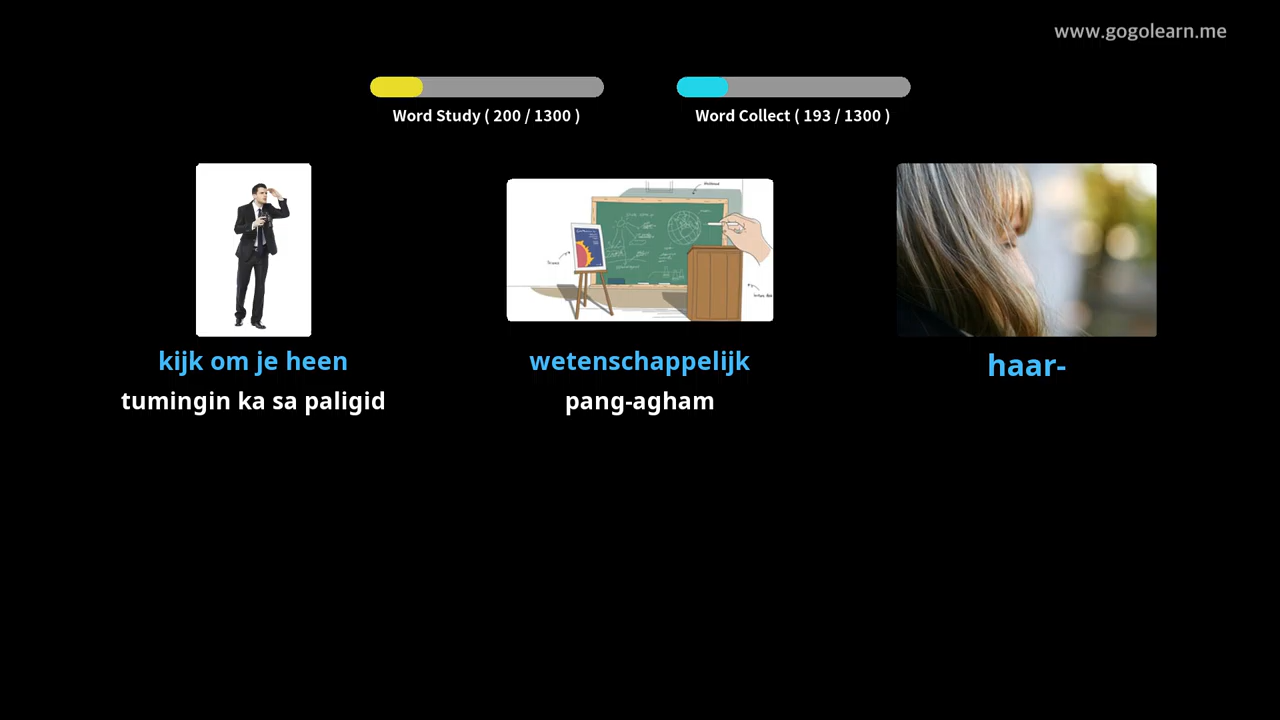 www.gogolearn.me
Word Study ( 200 / 1300 )
Word Collect ( 193 / 1300 )
kijk om je heen
tumingin ka sa paligid
wetenschappelijk
pang-agham
haar-